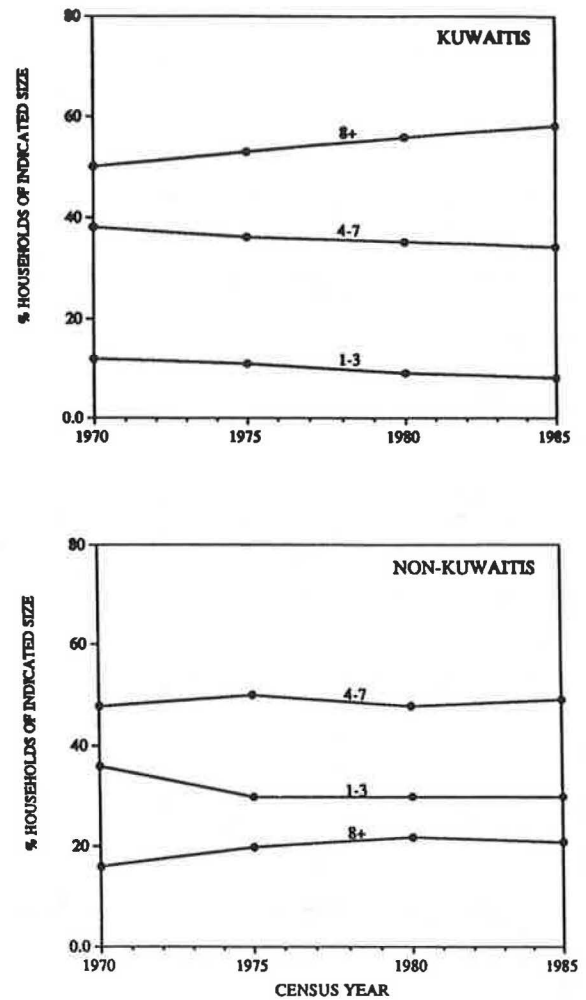 80
KUWAITIS
60
8+
40
4-7
20
1-3
0.0
1970 1975 1980 1985
% HOUSEHOLDS OF INDICATED SIZE
80
NON-KUWAITIS
60
4-7
40
1-3
20
8+
0.0
1970 1975 1980 1985
CENSUS YEAR
% HOUSEHOLDS OF INDICATED SIZE